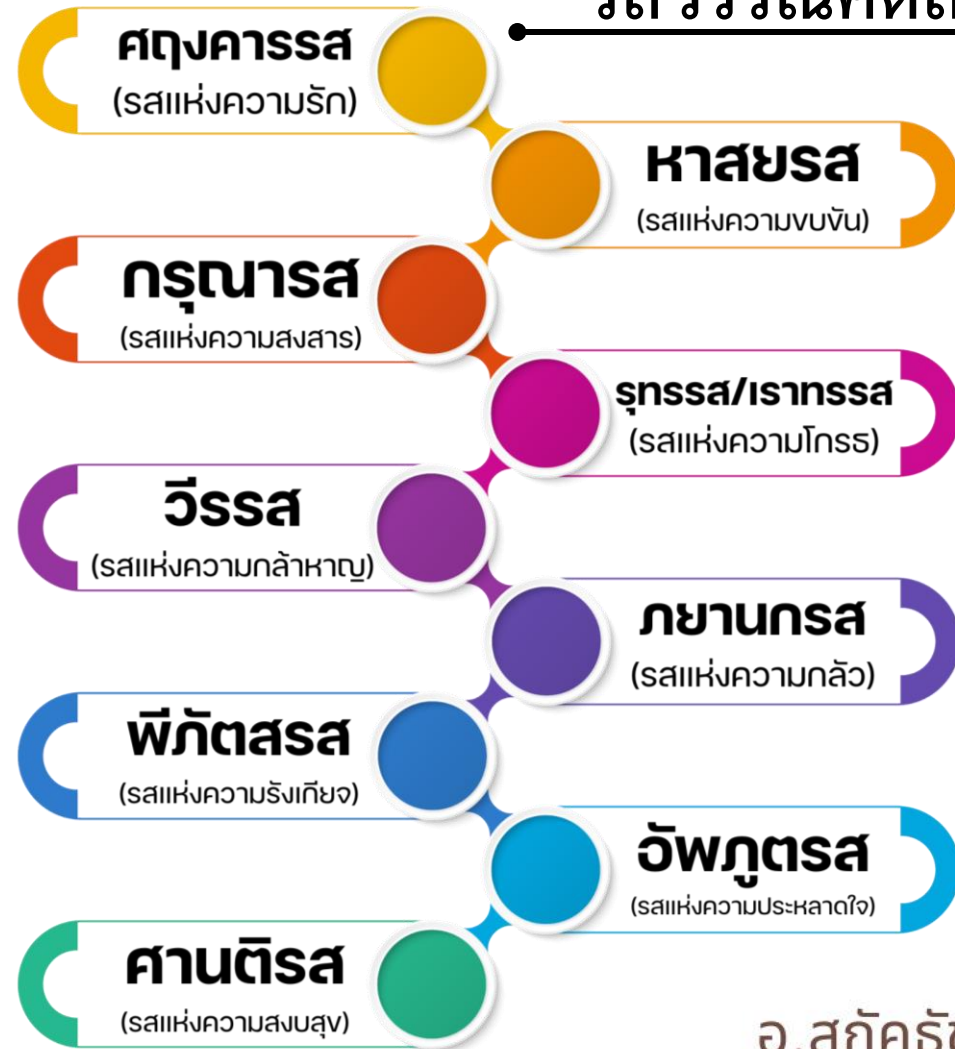 ศฤงคารรส
(รสแห่งความรัก)
หาสยรส
(รสแห่งความขบขัน)
กรุณารส
(รสแห่งความสงสาร)
รุทรรส/เราทรรส
(รสแห่งความโกรธ)
วีรรส
(รสแห่งความกล้าหาญ)
ภยานกรส
(รสแห่งความกลัว)
พีภัตสรส
(รสแห่งความรังเกียจ)
อัพภูตรส
(รสแห่งความประหลาดใจ)
ศานติรส
(รสแห่งความสงบสุข)